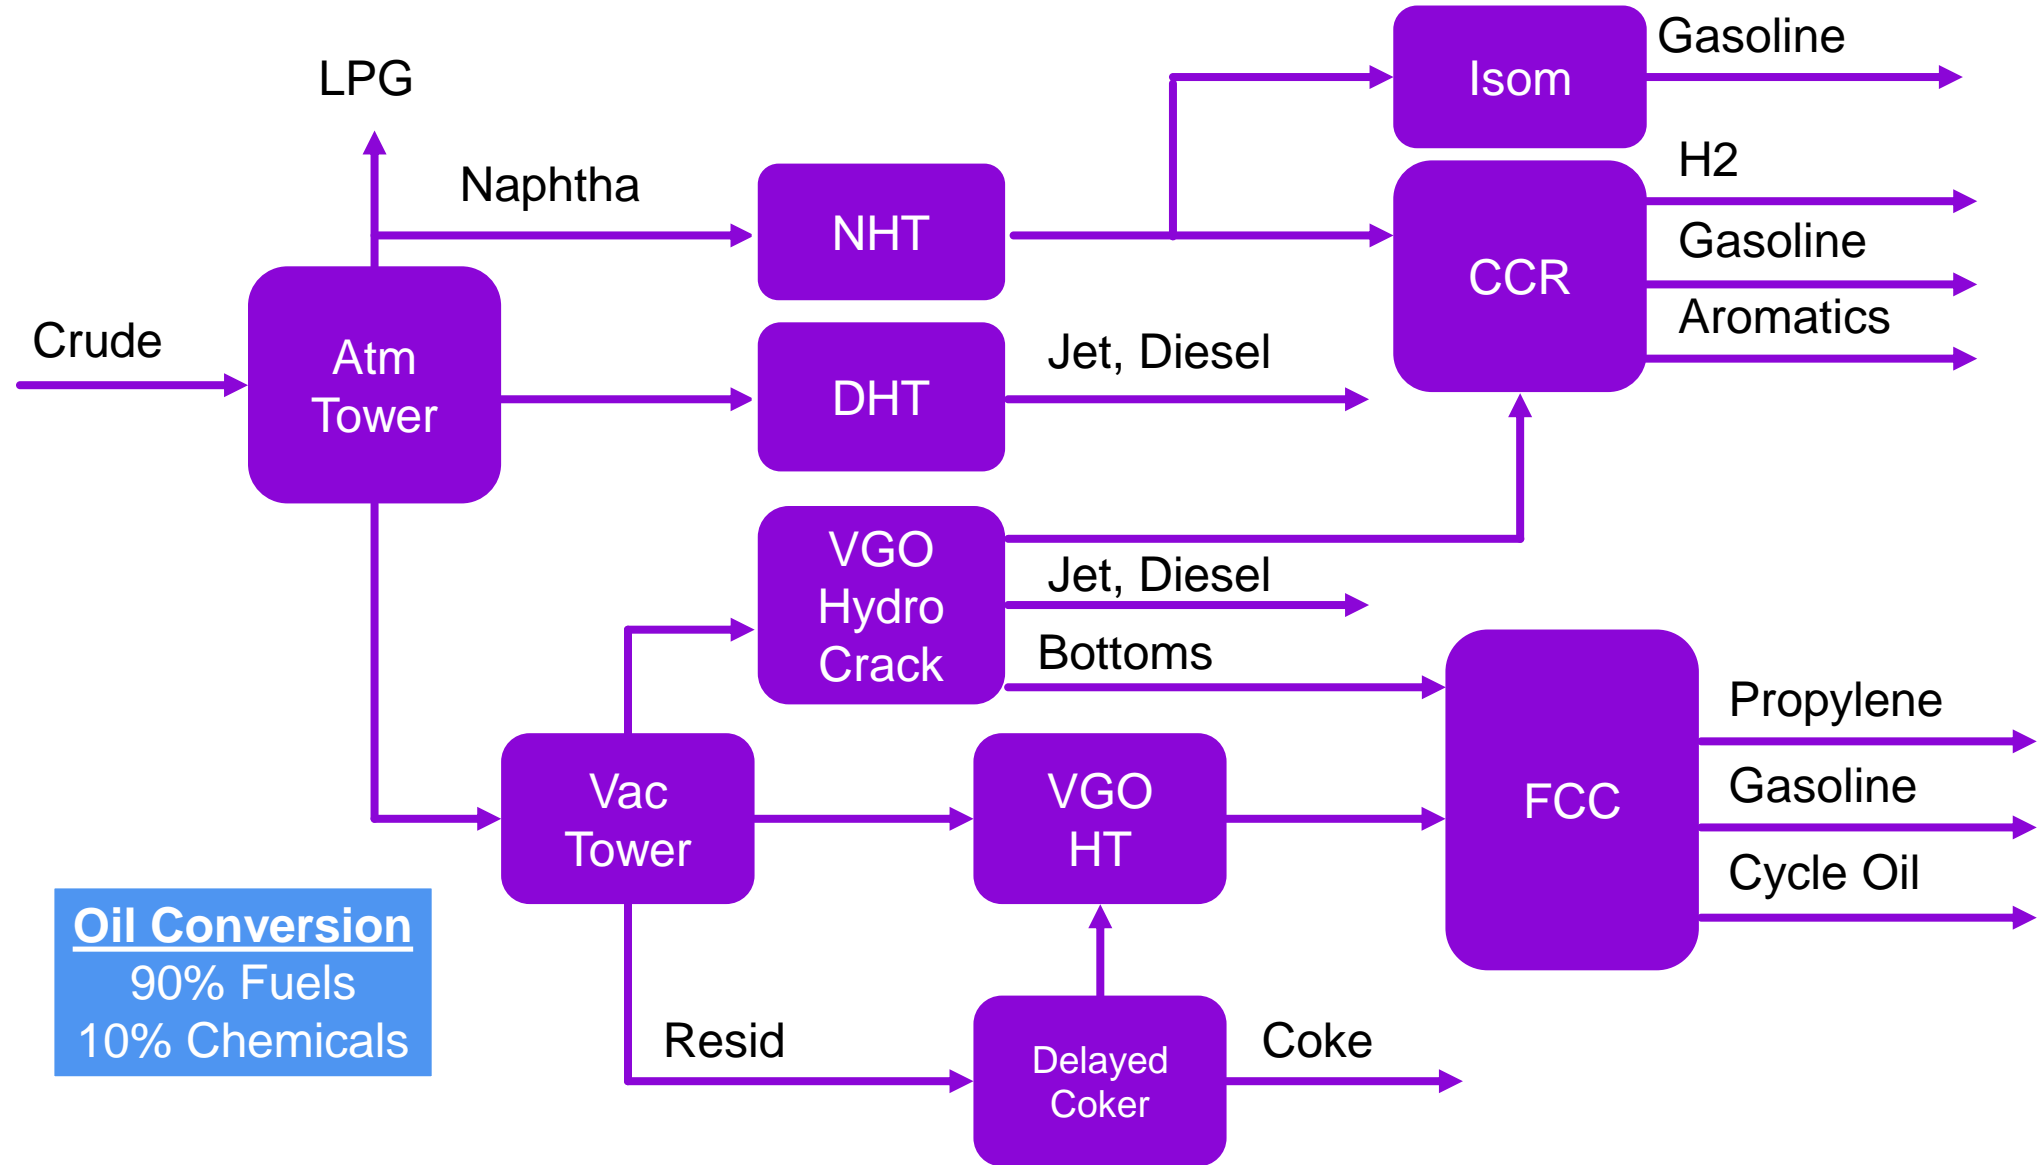 Gasoline
LPG
Isom
H2
Naphtha
NHT
Gasoline
CCR
Aromatics
Crude
Atm
Tower
Jet, Diesel
DHT
VGO
Hydro
Crack
Jet, Diesel
Bottoms
Propylene
Vac
Tower
VGO
HT
FCC
Gasoline
Cycle Oil
Oil Conversion
90% Fuels
10% Chemicals
Resid
Delayed
Coker
Coke